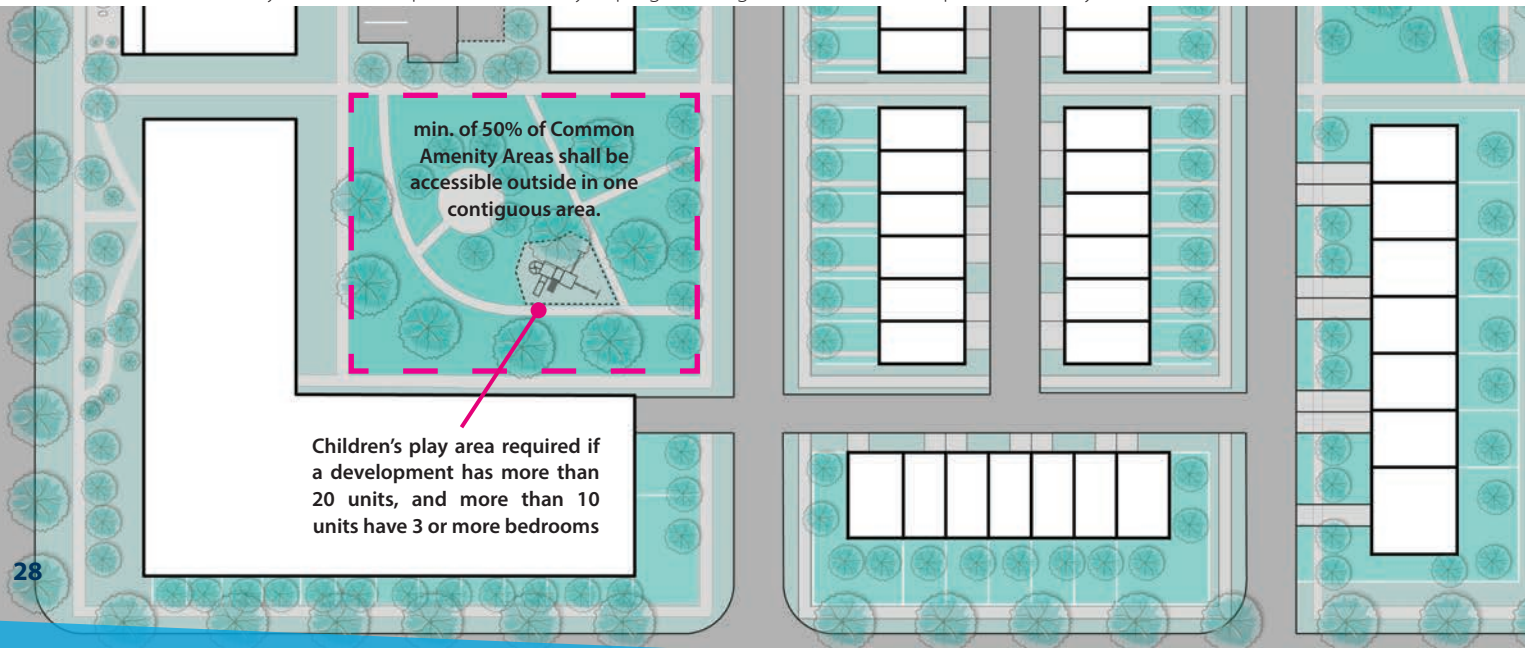 min. of 50% of Common
Amenity Areas shall be
accessible outside in one
contiguous area.
Children's play area required if
a development has more than
20 units, and more than 10
units have 3 or more bedrooms
28